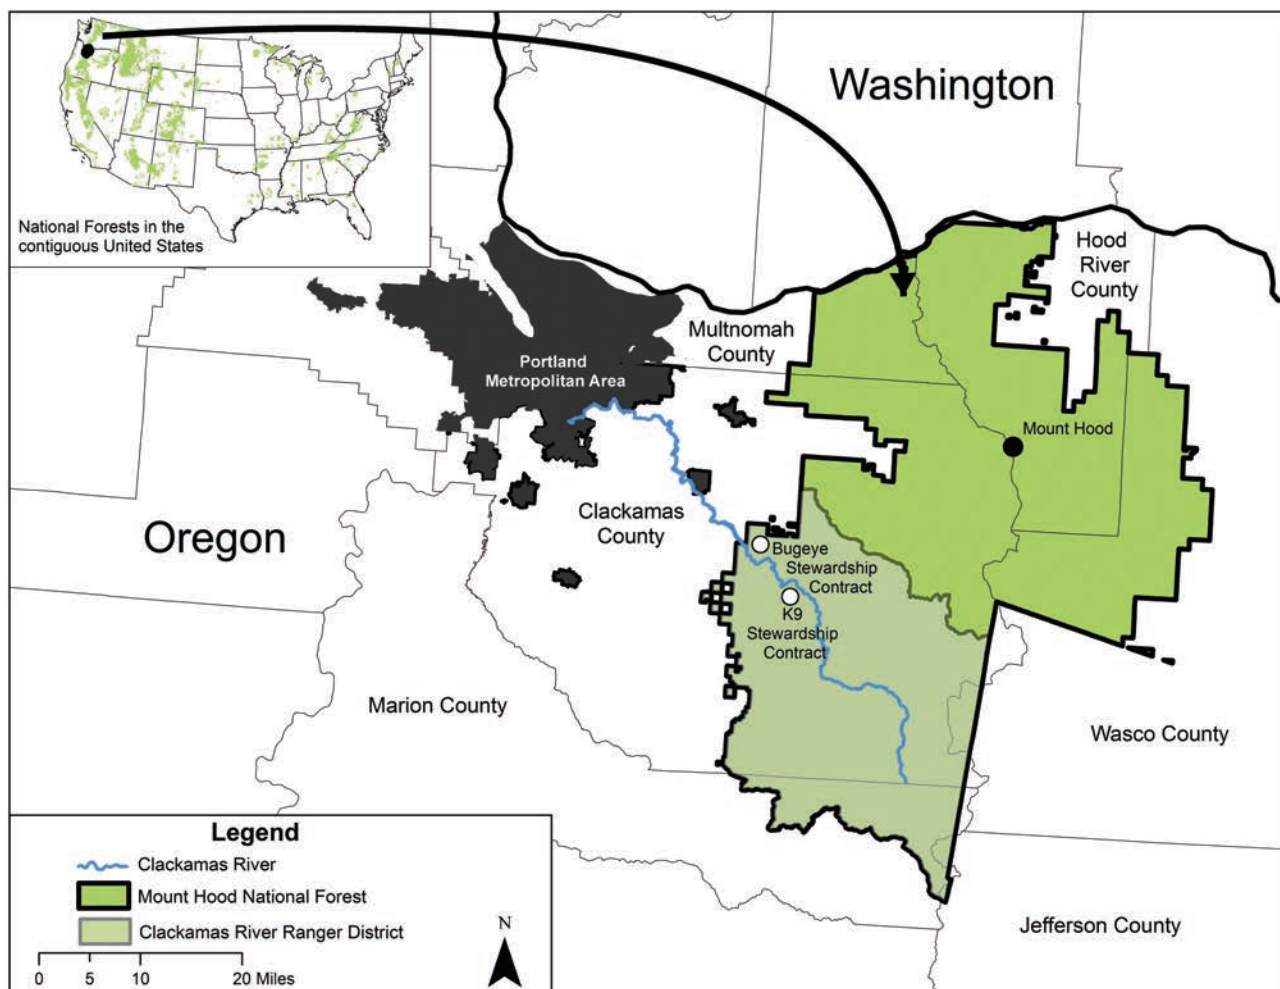 National Forests in the
contiguous United States
Washington
Hood
River
County
Multnomah
County
Portland
Metropolitan Area
Mount Hood
Clackamas
County
Oregon
Bugeye
Stewardship
Contract
K9
Stewardship
Contract
Marion County
Wasco County
Jefferson County
Legend
Clackamas River
Mount Hood National Forest
Clackamas River Ranger District
N
0 5 10 20 Miles